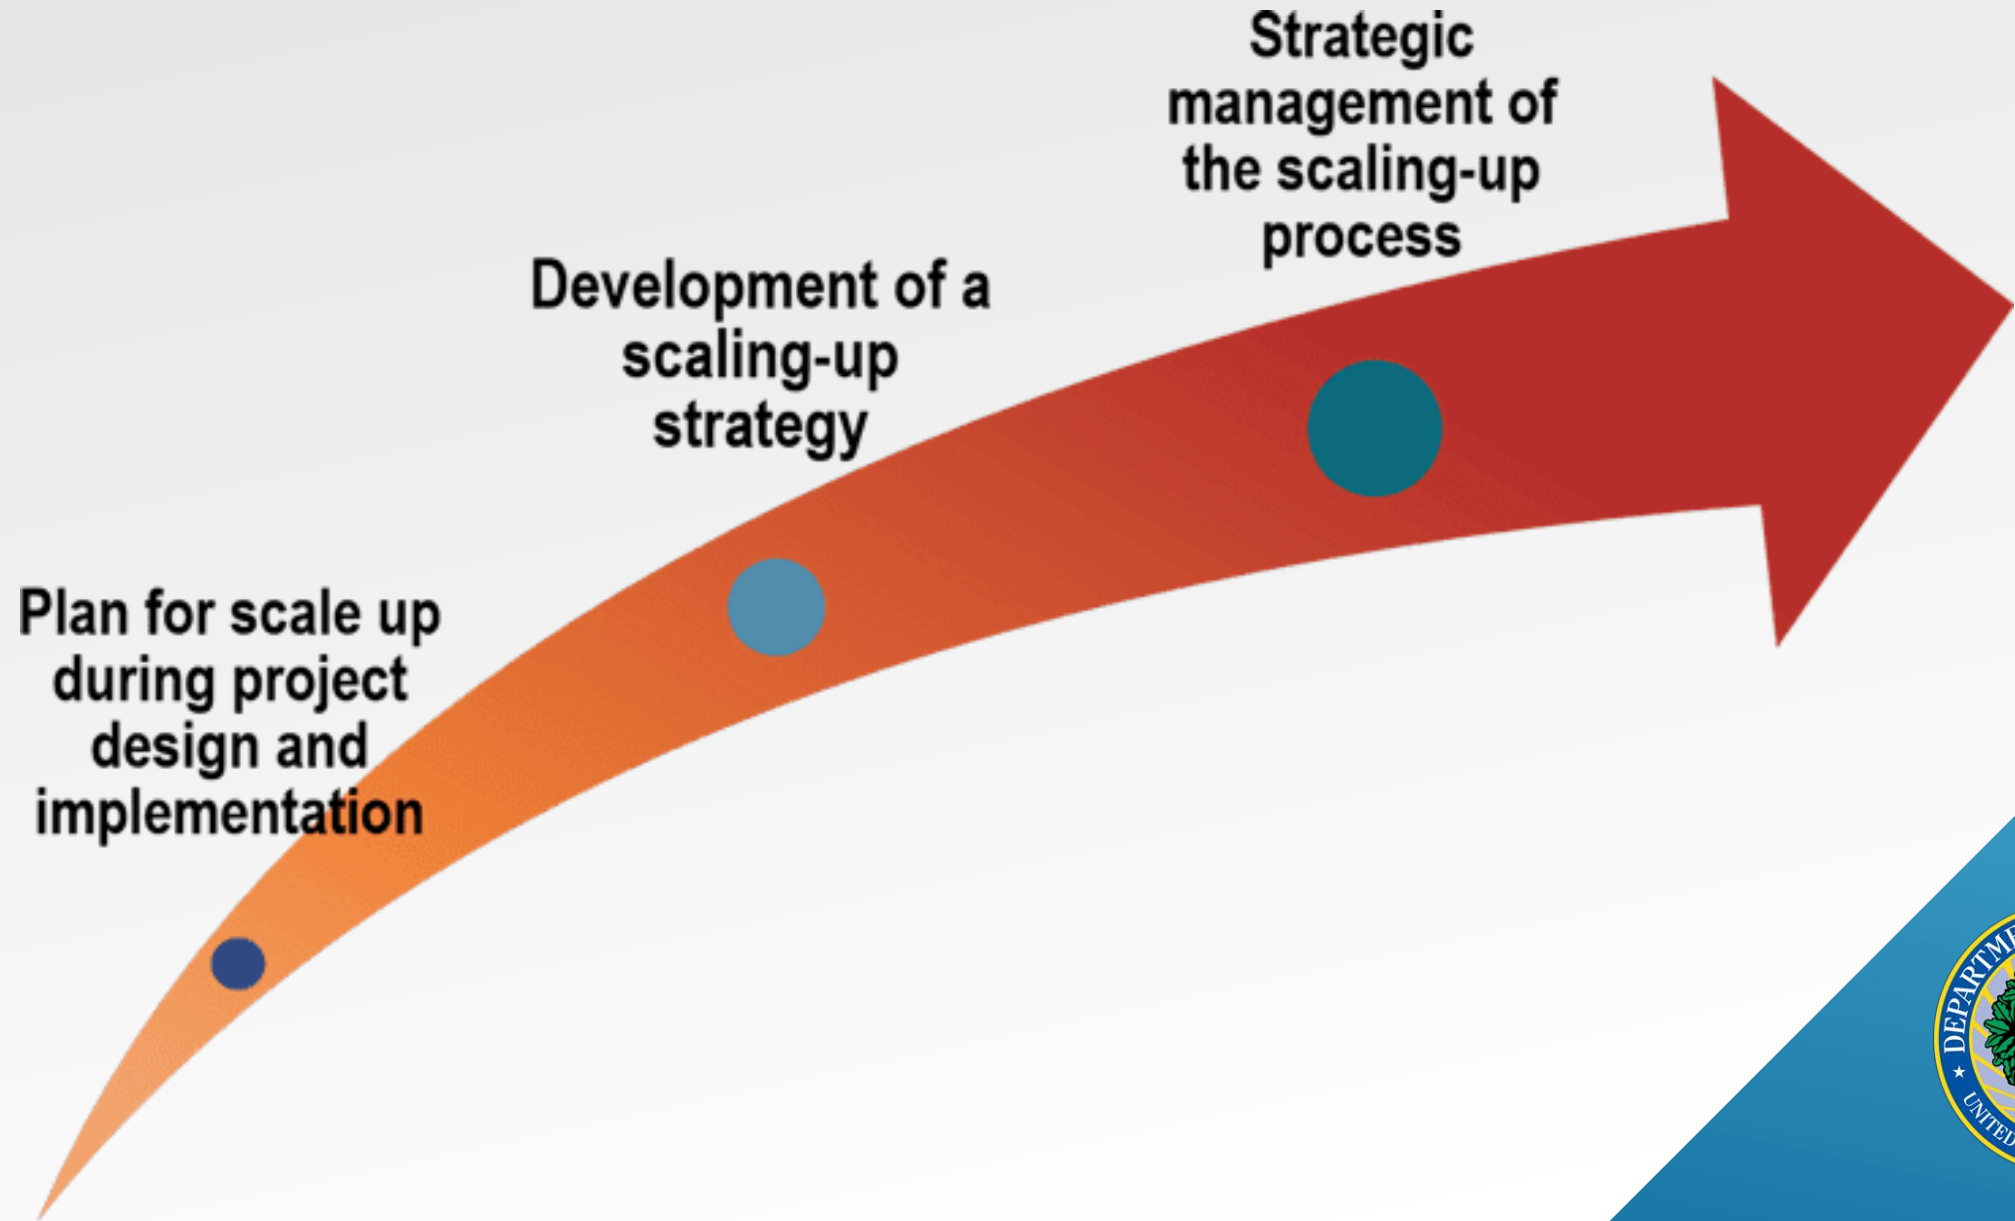 Strategic
management of
the scaling-up
process
Development of a
scaling-up
strategy
Plan for scale up
during project
design and
implementation
UNITED